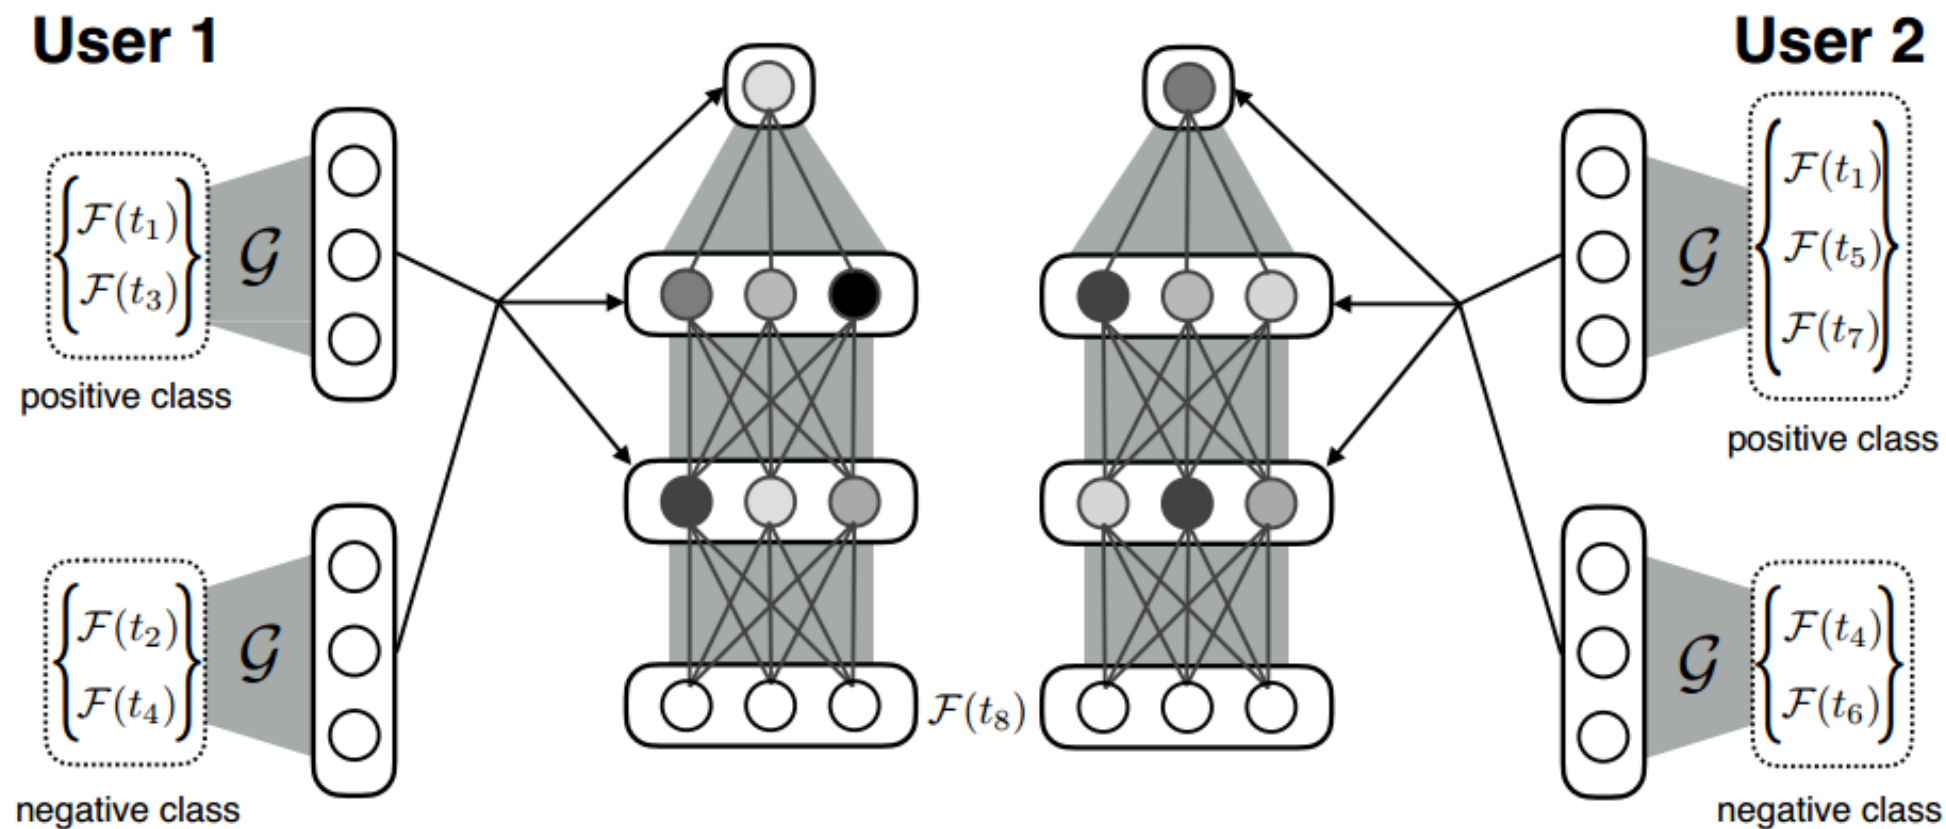 User 1
User 2
{F(t₁)
F(t₃)}
G
positive class
{F(t₂)
F(t₄)}
G
negative class
F(t₈)
G
{F(t₁)
F(t₅)
F(t₇)}
positive class
G
{F(t₄)
F(t₆)}
negative class